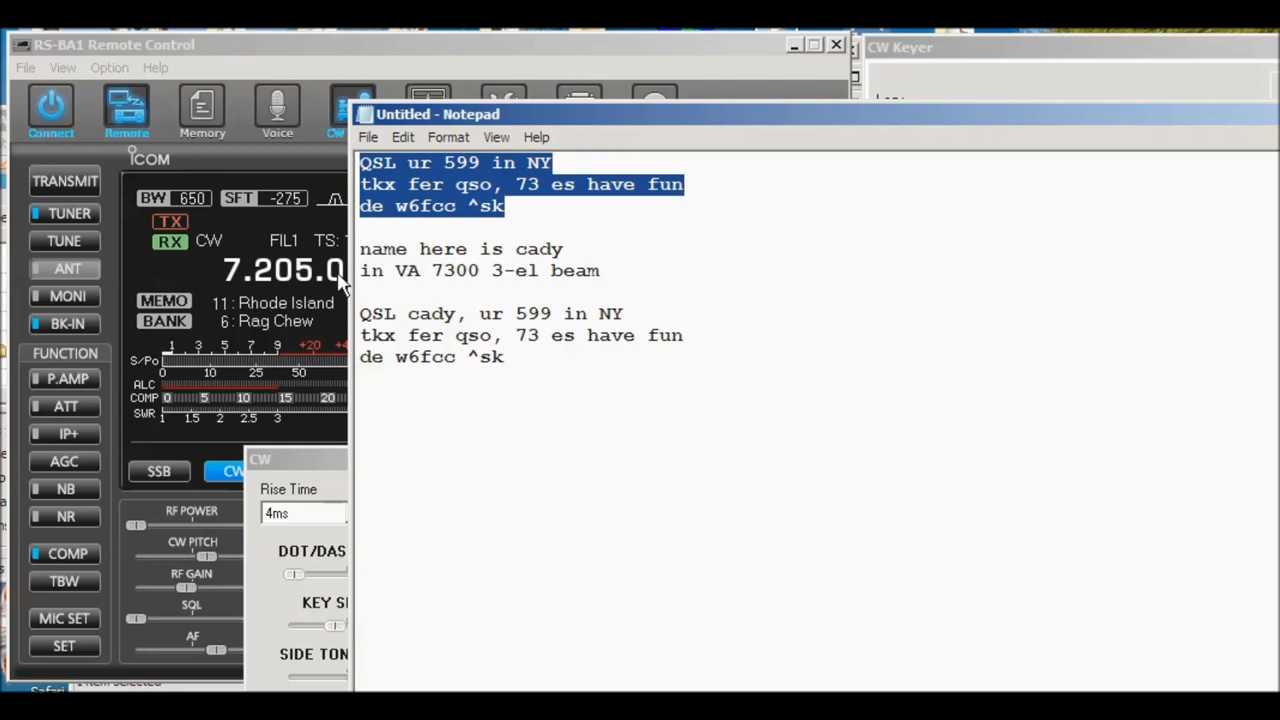 RS-BA1 Remote Control
File View Option Help
Connect Remote Memory Voice
CW Keyer
Untitled - Notepad
File Edit Format View Help
QSL ur 599 in NY
tkx fer qso, 73 es have fun
de w6fcc ^sk
name here is cady
in VA 7300 3-el beam
QSL cady, ur 599 in NY
tkx fer qso, 73 es have fun
de w6fcc ^sk
ICOM
TRANSMIT
TUNER
TUNE
ANT
MONI
BK-IN
FUNCTION
P.AMP
ATT
IP+
AGC
NB
NR
COMP
TBW
MIC SET
SET
BW 650 SFT -275
TX
RX CW FIL1 TS:
7.205.0
MEMO 11: Rhode Island
BANK 6: Rag Chew
1 3 5 7 9 +20
S/Po
0 10 25 50
ALC
COMP 0 5 10 15 20
SWR
1 1.5 2 2.5 3
SSB CW
RF POWER
CW PITCH
RF GAIN
SQL
AF
CW
Rise Time
4ms
DOT/DAS
KEY S
SIDE TON
Safari